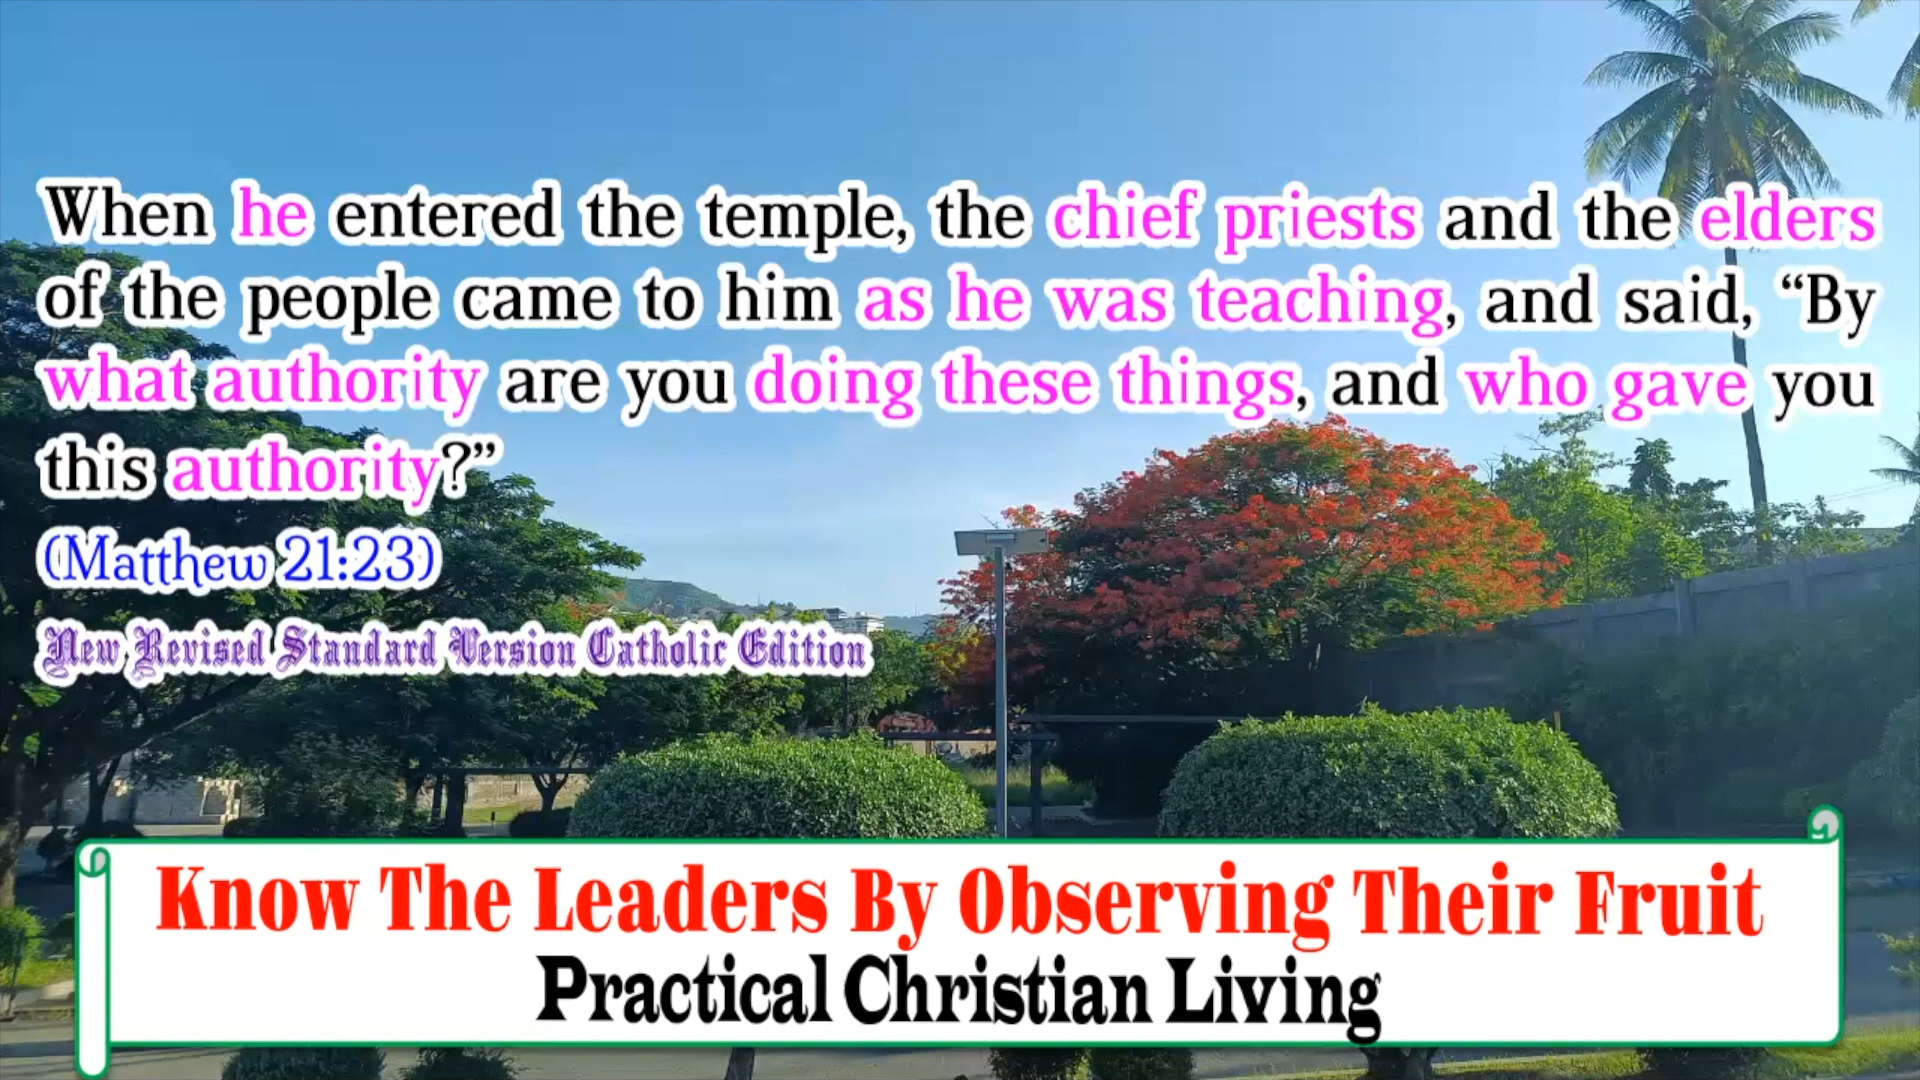 When he entered the temple, the chief priests and the elders
of the people came to him as he was teaching, and said, “By
what authority are you doing these things, and who gave you
this authority?”
(Matthew 21:23)
New Revised Standard Version Catholic Edition
Know The Leaders By Observing Their Fruit
Practical Christian Living